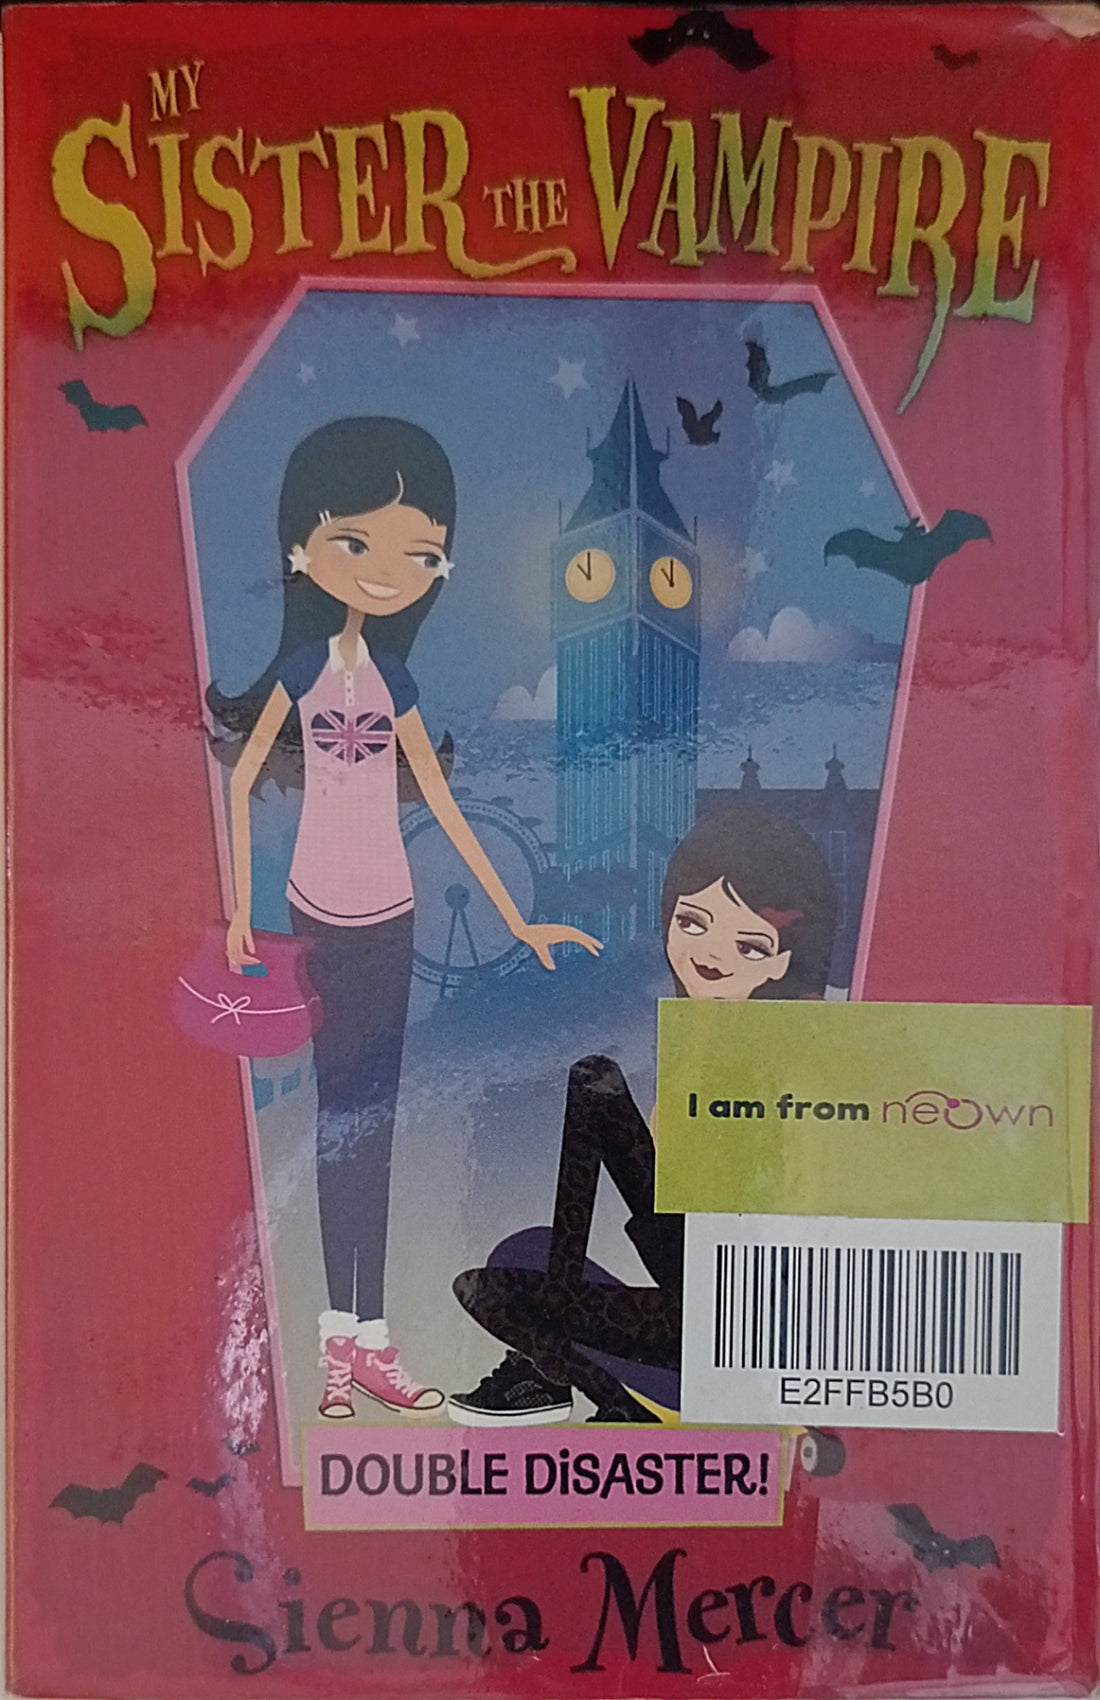 MY
SISTER THE VAMPIRE
I am from neown
E2FFB5B0
DOUBLE DiSASTER!
Sienna Mercer